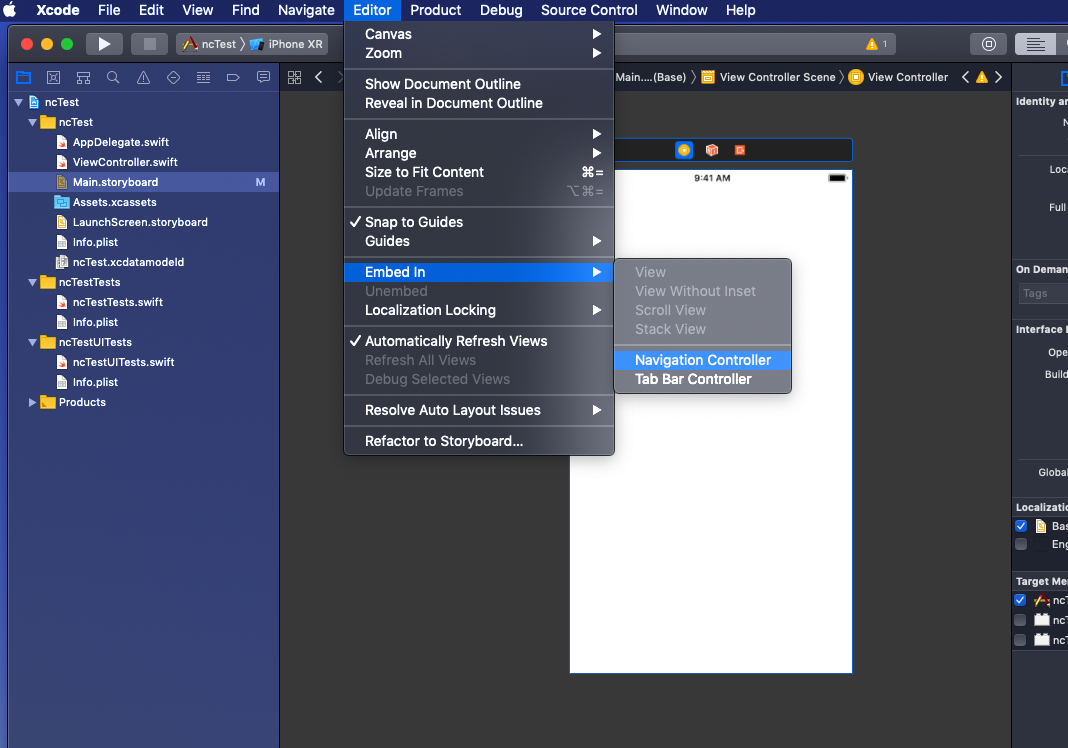 Xcode File Edit View Find Navigate Editor Product Debug Source Control Window Help
ncTest iPhone XR
1
Main....(Base) View Controller Scene View Controller
ncTest
ncTest
AppDelegate.swift
ViewController.swift
Main.storyboard M
Assets.xcassets
LaunchScreen.storyboard
Info.plist
ncTest.xcdatamodeld
ncTestTests
ncTestTests.swift
Info.plist
ncTestUITests
ncTestUITests.swift
Info.plist
Products
Canvas
Zoom
Show Document Outline
Reveal in Document Outline
Align
Arrange
Size to Fit Content ⌘=
Update Frames ⌥⌘=
Snap to Guides
Guides
Embed In
Unembed
Localization Locking
Automatically Refresh Views
Refresh All Views
Debug Selected Views
Resolve Auto Layout Issues
Refactor to Storyboard...
View
View Without Inset
Scroll View
Stack View
Navigation Controller
Tab Bar Controller
9:41 AM
Identity an
N
Loca
Full
On Deman
Tags
Interface
Ope
Build
Global
Localizatio
Bas
Eng
Target Me
ncT
ncT
ncT